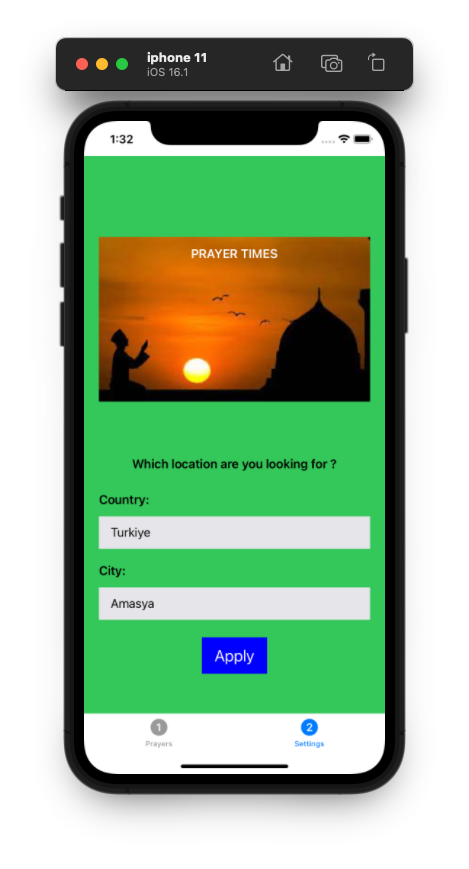 iphone 11
iOS 16.1
1:32
PRAYER TIMES
Which location are you looking for ?
Country:
Turkiye
City:
Amasya
Apply
1
Prayers
2
Settings